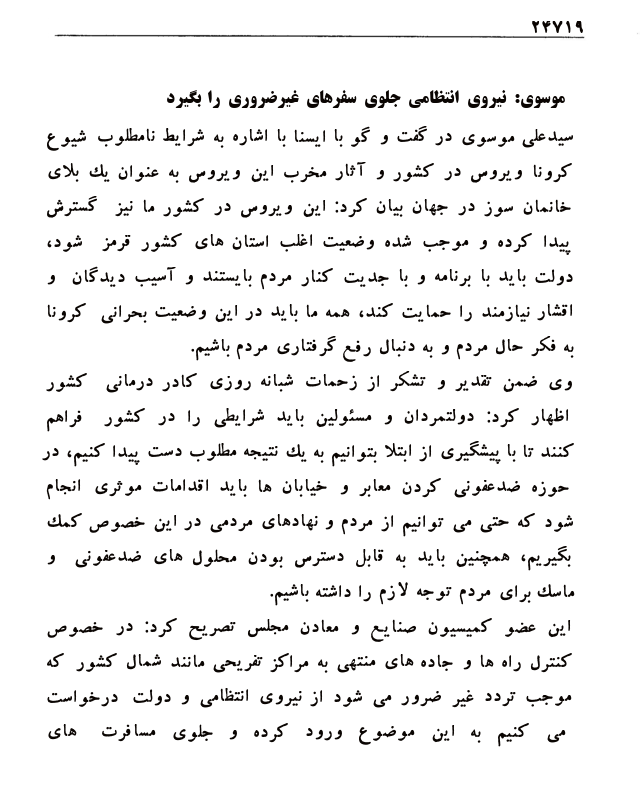 ۲۴۷۱۹
موسوی: نیروی انتظامی جلوی سفرهای غیرضروری را بگیرد
سیدعلی موسوی در گفت و گو با ایسنا با اشاره به شرایط نامطلوب شیوع
کرونا ویروس در کشور و آثار مخرب این ویروس به عنوان یك بلای
خانمان سوز در جهان بیان کرد: این ویروس در کشور ما نیز گسترش
پیدا کرده و موجب شده وضعیت اغلب استان های کشور قرمز شود،
دولت باید با برنامه و با جدیت کنار مردم بایستند و آسیب دیدگان و
اقشار نیازمند را حمایت کند، همه ما باید در این وضعیت بحرانی کرونا
به فکر حال مردم و به دنبال رفع گرفتاری مردم باشیم.
وی ضمن تقدیر و تشکر از زحمات شبانه روزی کادر درمانی کشور
اظهار کرد: دولتمردان و مسئولین باید شرایطی را در کشور فراهم
کنند تا با پیشگیری از ابتلا بتوانیم به یك نتیجه مطلوب دست پیدا کنیم، در
حوزه ضدعفونی کردن معابر و خیابان ها باید اقدامات موثری انجام
شود که حتی می توانیم از مردم و نهادهای مردمی در این خصوص کمك
بگیریم، همچنین باید به قابل دسترس بودن محلول های ضدعفونی و
ماسك برای مردم توجه لازم را داشته باشیم.
این عضو کمیسیون صنایع و معادن مجلس تصریح کرد: در خصوص
کنترل راه ها و جاده های منتهی به مراکز تفریحی مانند شمال کشور که
موجب تردد غیر ضرور می شود از نیروی انتظامی و دولت درخواست
می کنیم به این موضوع ورود کرده و جلوی مسافرت های